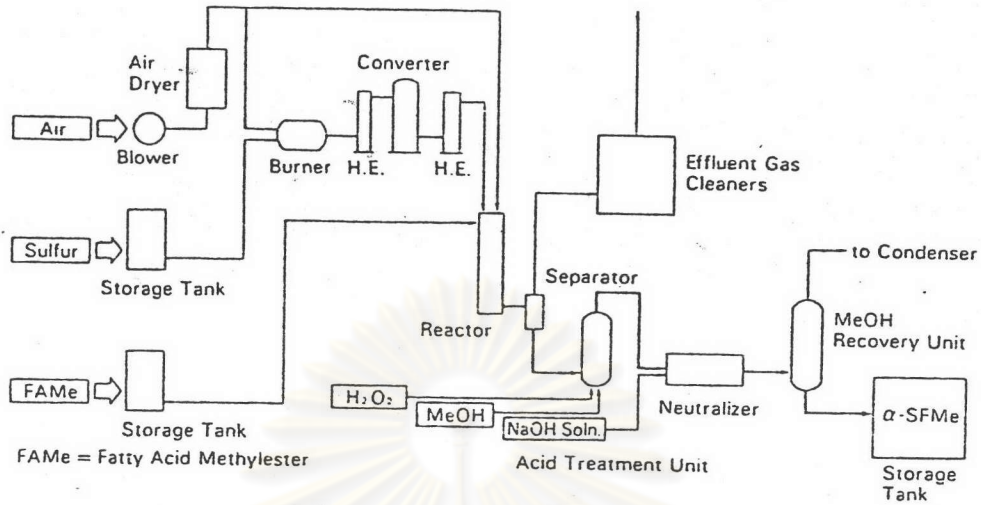 Air
Dryer
Converter
Air
Blower
Burner
H.E.
H.E.
Effluent Gas
Cleaners
Sulfur
Storage Tank
to Condenser
Separator
Reactor
MeOH
Recovery Unit
FAMe
H₂O₂
MeOH
NaOH Soln.
Neutralizer
α-SFMe
Storage Tank
FAMe = Fatty Acid Methylester
Acid Treatment Unit
Storage
Tank